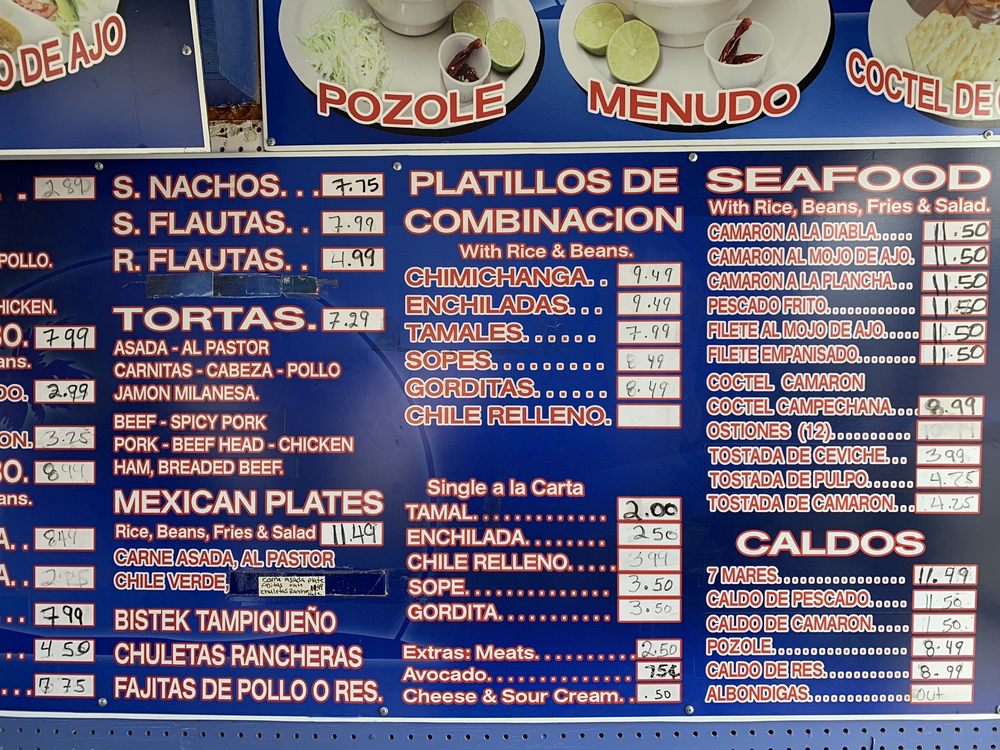 O DE AJO
POZOLE
MENUDO
COCTEL DE
. . 2.89
POLLO.
HICKEN.
BO. 7.99
ans.
DO. 2.99
ON. 3.25
BO. 8.99
ans.
A. . 8.49
A. .
. . 7.99
. . . 4.50
. . . 7.75
S. NACHOS. . . 7.75
S. FLAUTAS. . 7.99
R. FLAUTAS. . 4.99
TORTAS. 7.29
ASADA - AL PASTOR
CARNITAS - CABEZA - POLLO
JAMON MILANESA.
BEEF - SPICY PORK
PORK - BEEF HEAD - CHICKEN
HAM, BREADED BEEF.
MEXICAN PLATES
Rice, Beans, Fries & Salad 11.49
CARNE ASADA, AL PASTOR
CHILE VERDE,
Carne Asada Plate
BISTEK TAMPIQUEÑO
CHULETAS RANCHERAS
FAJITAS DE POLLO O RES.
PLATILLOS DE
COMBINACION
With Rice & Beans.
CHIMICHANGA. . 9.49
ENCHILADAS. . . 9.49
TAMALES. . . . . . 7.99
SOPES. . . . . . . . . 8.49
GORDITAS. . . . . . 8.49
CHILE RELLENO.
Single a la Carta
TAMAL. . . . . . . . . . . . 2.00
ENCHILADA. . . . . . . . 250
CHILE RELLENO. . . . . 399
SOPE. . . . . . . . . . . . . 3.50
GORDITA. . . . . . . . . . 3.50
Extras: Meats. . . . . . . . . 2.50
Avocado. . . . . . . . . . . . . 75¢
Cheese & Sour Cream. . .50
SEAFOOD
With Rice, Beans, Fries & Salad.
CAMARON A LA DIABLA..... 11.50
CAMARON AL MOJO DE AJO. 11.50
CAMARON A LA PLANCHA... 11.50
PESCADO FRITO............. 11.50
FILETE AL MOJO DE AJO..... 11.50
FILETE EMPANISADO......... 11.50
COCTEL CAMARON
COCTEL CAMPECHANA.... 8.99
OSTIONES (12)...........
TOSTADA DE CEVICHE... 399
TOSTADA DE PULPO...... 4.25
TOSTADA DE CAMARON.... 4.25
CALDOS
7 MARES.................. 11.99
CALDO DE PESCADO...... 11.50
CALDO DE CAMARON..... 11.50
POZOLE.................... 8.49
CALDO DE RES............ 8.99
ALBONDIGAS.............. OUT